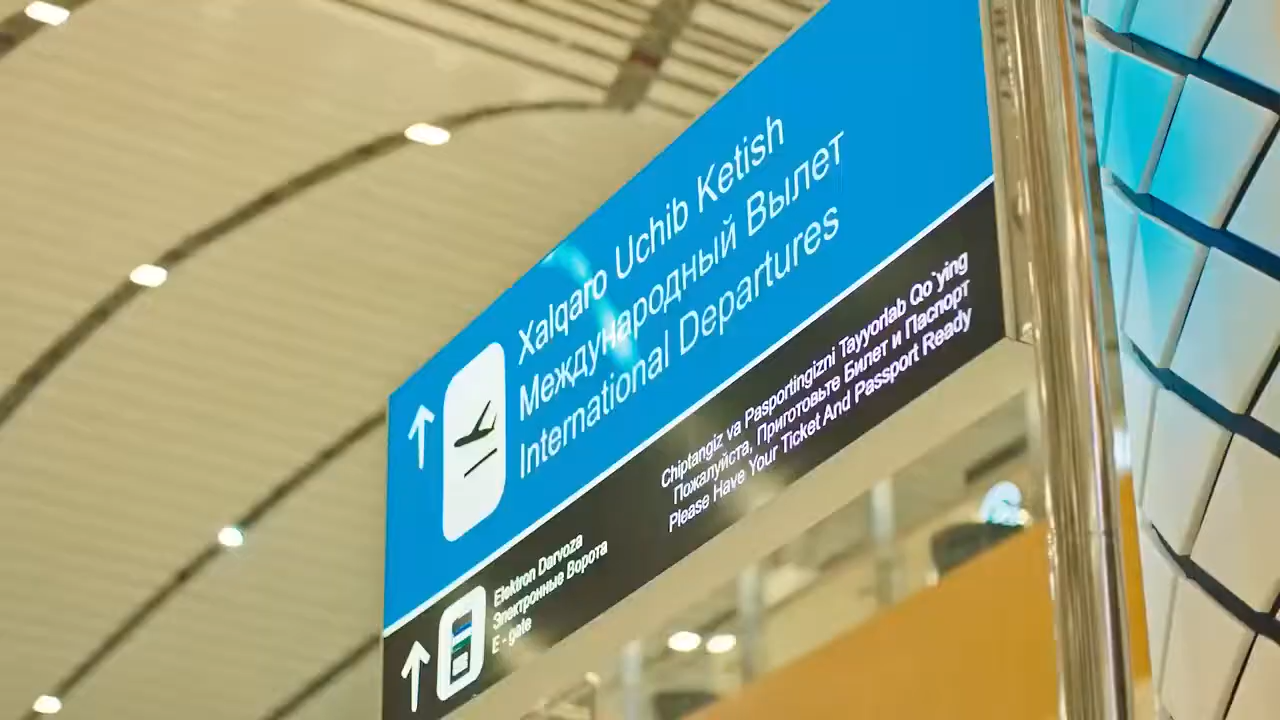 Xalqaro Uchib Ketish
Международный Вылет
International Departures
Chiptangiz va Pasportingizni Tayyorlab Qo`ying
Пожалуйста, Приготовьте Билет и Паспорт
Please Have Your Ticket And Passport Ready
Elektron Darvoza
Электронные Ворота
E - gate